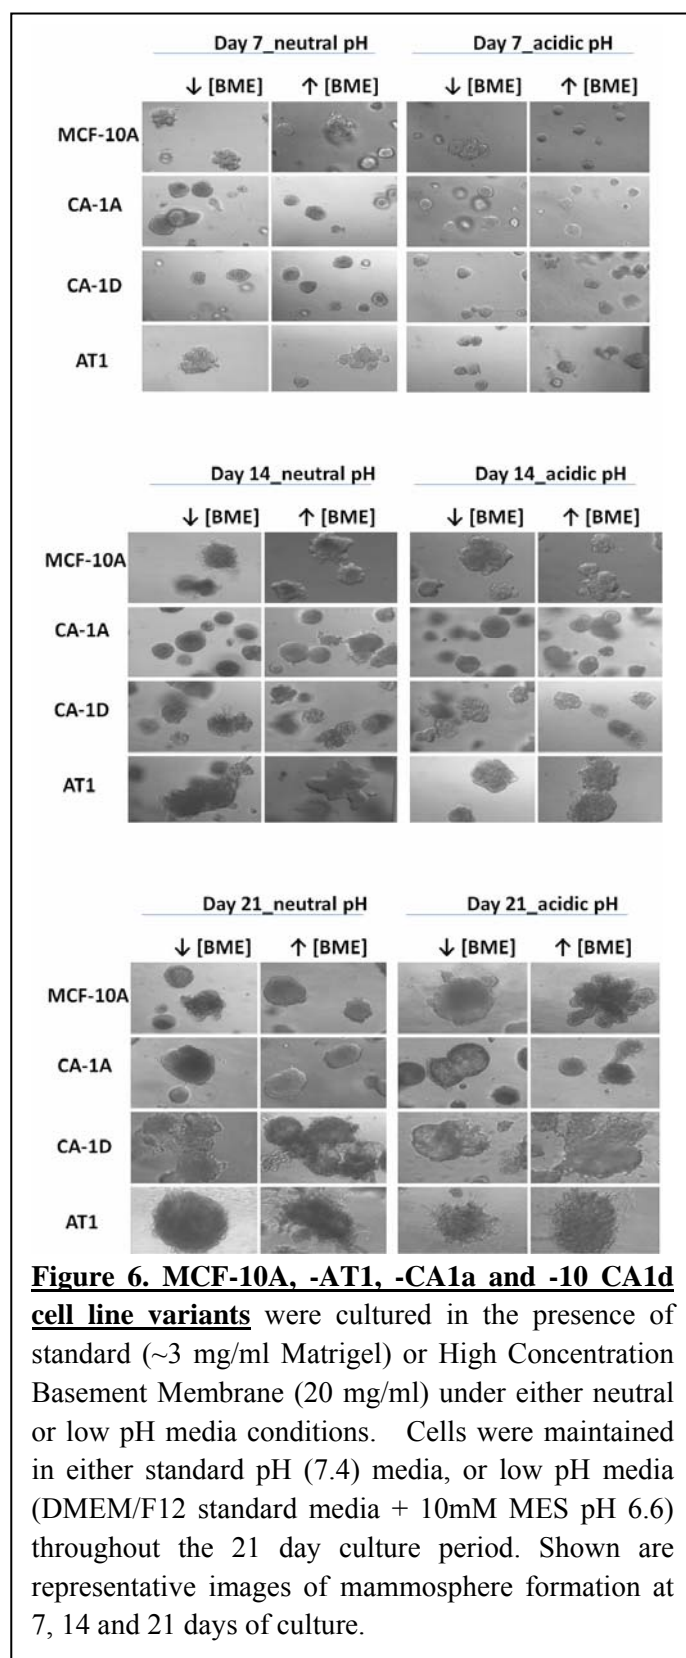 Day 7_neutral pH Day 7_acidic pH
↓ [BME] ↑ [BME] ↓ [BME] ↑ [BME]
MCF-10A
CA-1A
CA-1D
AT1
Day 14_neutral pH Day 14_acidic pH
↓ [BME] ↑ [BME] ↓ [BME] ↑ [BME]
MCF-10A
CA-1A
CA-1D
AT1
Day 21_neutral pH Day 21_acidic pH
↓ [BME] ↑ [BME] ↓ [BME] ↑ [BME]
MCF-10A
CA-1A
CA-1D
AT1
Figure 6. MCF-10A, -AT1, -CA1a and -10 CA1d
cell line variants were cultured in the presence of
standard (~3 mg/ml Matrigel) or High Concentration
Basement Membrane (20 mg/ml) under either neutral
or low pH media conditions. Cells were maintained
in either standard pH (7.4) media, or low pH media
(DMEM/F12 standard media + 10mM MES pH 6.6)
throughout the 21 day culture period. Shown are
representative images of mammosphere formation at
7, 14 and 21 days of culture.